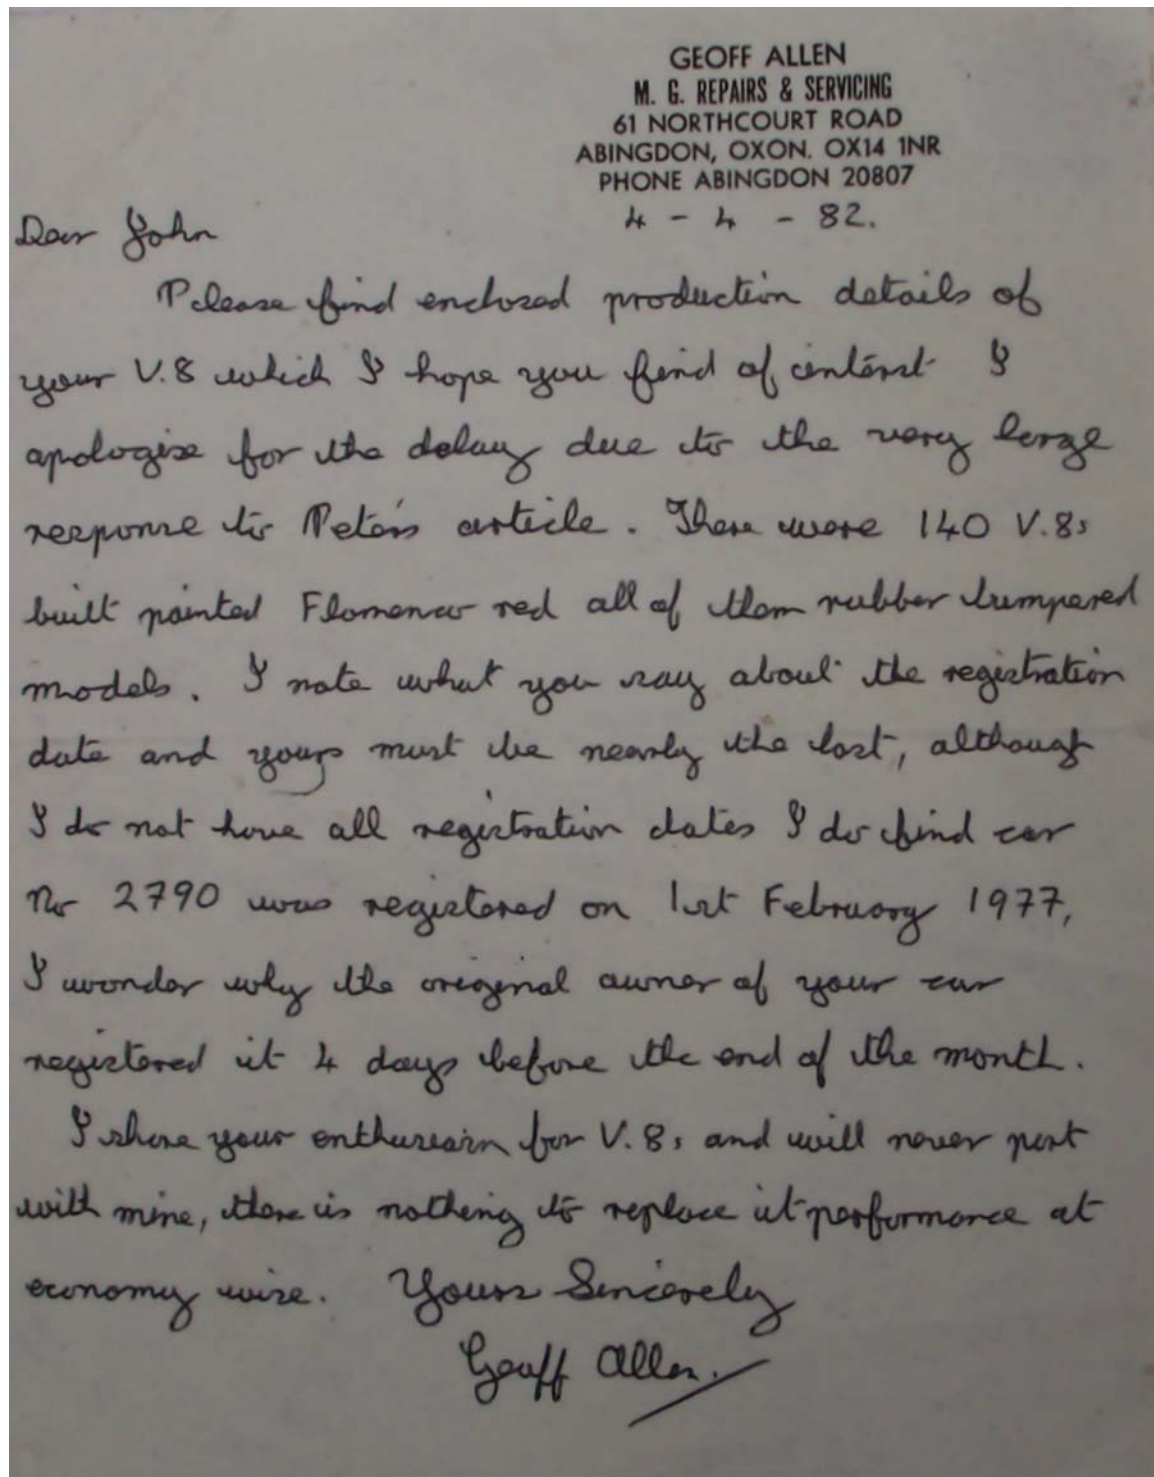 GEOFF ALLEN
M. G. REPAIRS & SERVICING
61 NORTHCOURT ROAD
ABINGDON, OXON. OX14 1NR
PHONE ABINGDON 20807
4 - 4 - 82.
Dear John
Please find enclosed production details of
your V.8 which I hope you find of interest I
apologise for the delay due to the very large
response to Peter's article. There were 140 V.8s
built painted Flamenco red all of them rubber bumpered
models. I note what you say about the registration
date and yours must be nearly the last, although
I do not have all registration dates I do find car
No 2790 was registered on 1st February 1977,
I wonder why the original owner of your car
registered it 4 days before the end of the month.
I share your enthusiasm for V.8s and will never part
with mine, there is nothing to replace it performance at
economy wise. Yours Sincerely
Geoff Allen.